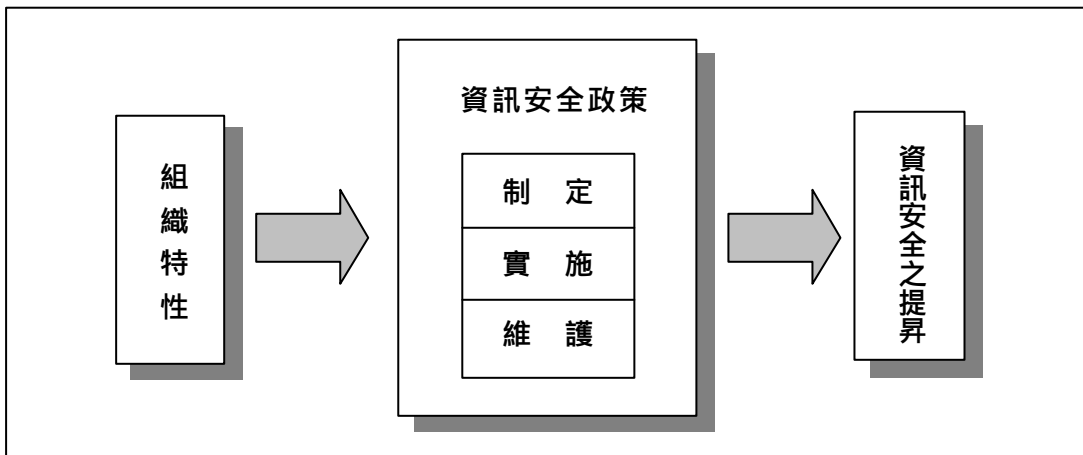 組織特性
資訊安全政策
制 定
實 施
維 護
資訊安全之提昇